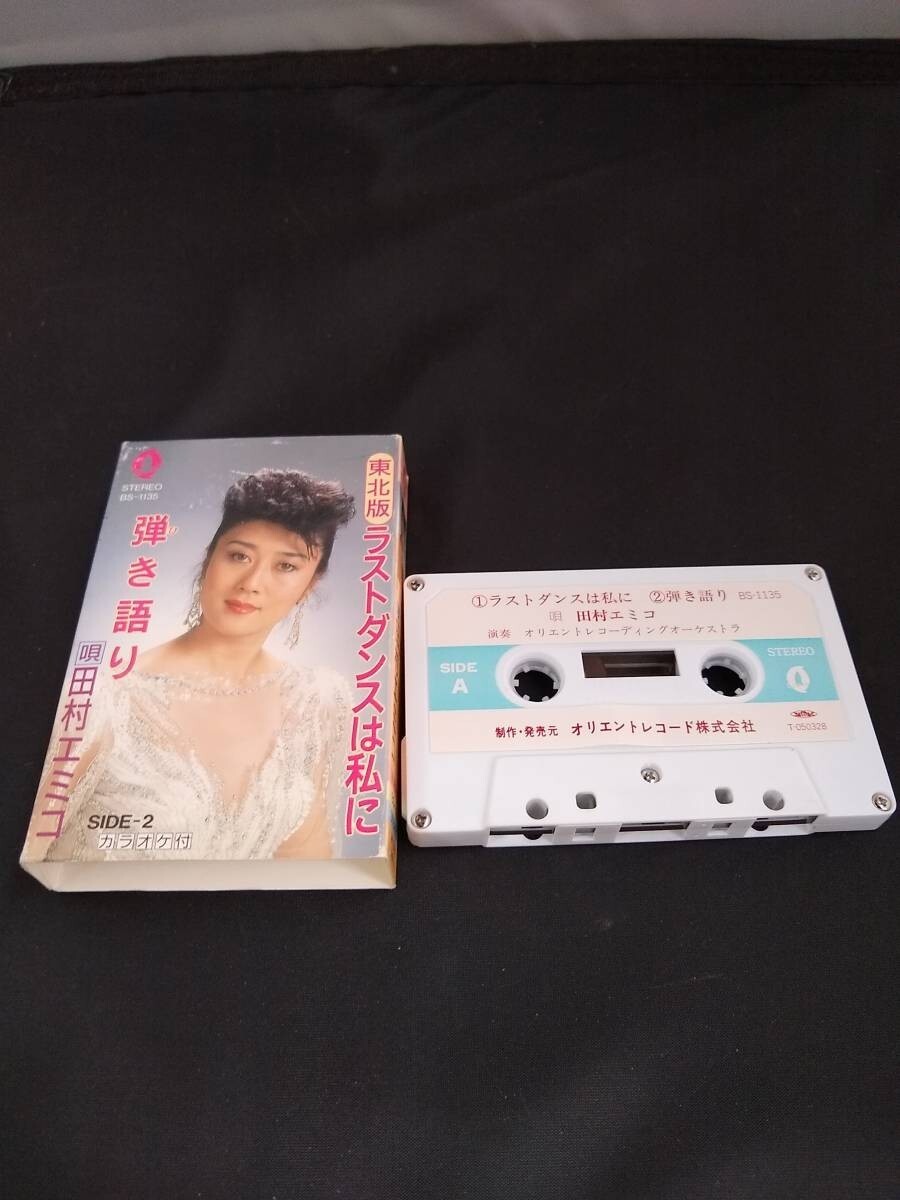 STEREO
BS-1135
東北版
ラストダンスは私に
弾き語り
ひ
唄田村エミコ
SIDE-2
カラオケ付
①ラストダンスは私に ②弾き語り BS-1135
唄 田村エミコ
演奏 オリエントレコーディングオーケストラ
SIDE A
STEREO
制作・発売元 オリエントレコード株式会社
T-050328